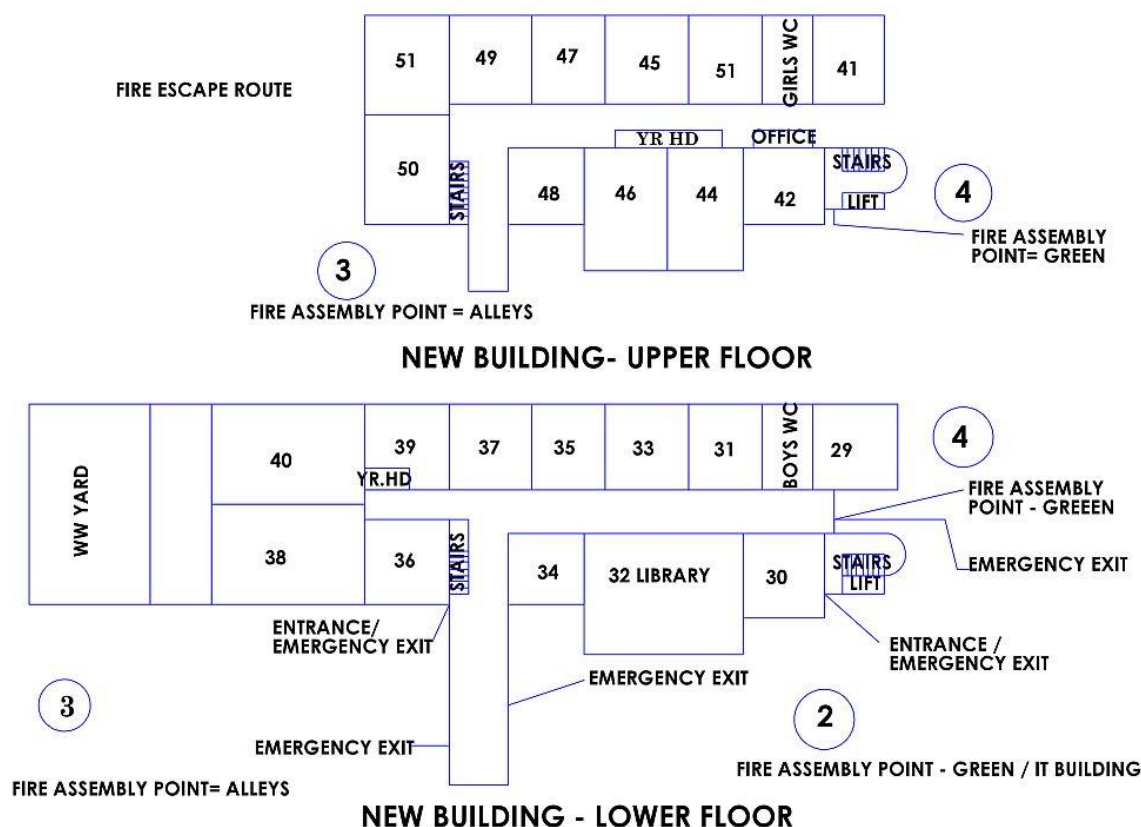 51
49
47
45
51
GIRLS WC
41
FIRE ESCAPE ROUTE
YR HD
OFFICE
50
STAIRS
48
46
44
42
STAIRS
LIFT
4
FIRE ASSEMBLY
POINT= GREEN
3
FIRE ASSEMBLY POINT = ALLEYS
NEW BUILDING- UPPER FLOOR
WW YARD
40
39
YR.HD
37
35
33
31
BOYS WC
29
4
FIRE ASSEMBLY
POINT - GREEEN
38
36
STAIRS
34
32 LIBRARY
30
STAIRS
LIFT
EMERGENCY EXIT
ENTRANCE/
EMERGENCY EXIT
ENTRANCE /
EMERGENCY EXIT
EMERGENCY EXIT
3
2
EMERGENCY EXIT
FIRE ASSEMBLY POINT - GREEN / IT BUILDING
FIRE ASSEMBLY POINT= ALLEYS
NEW BUILDING - LOWER FLOOR